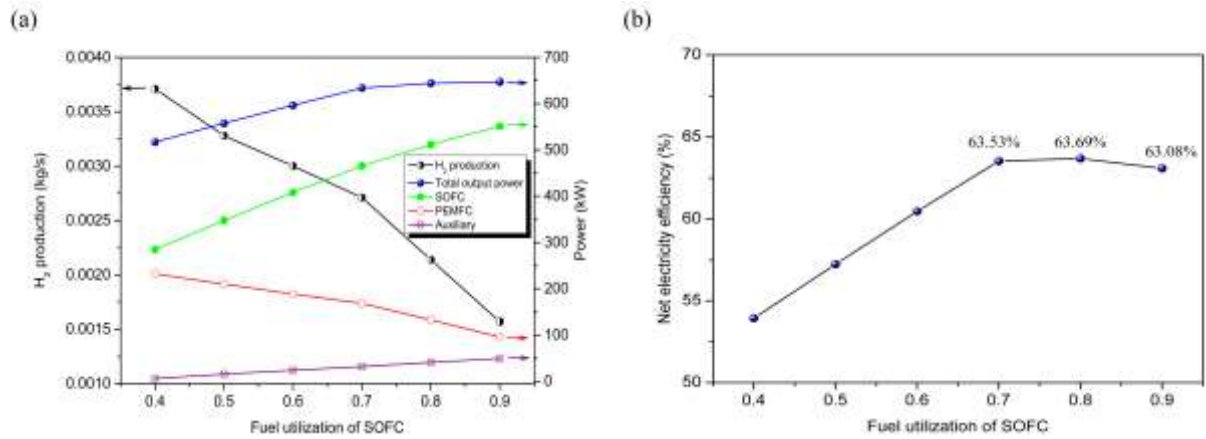 (a)
0.0040
0.0035
0.0030
0.0025
0.0020
0.0015
0.0010
H₂ production (kg/s)
700
600
500
400
300
200
100
0
Power (kW)
H₂ production
Total output power
SOFC
PEMFC
Auxiliary
0.4 0.5 0.6 0.7 0.8 0.9
Fuel utilization of SOFC
(b)
70
65
60
55
50
Net electricity efficiency (%)
63.53% 63.69% 63.08%
0.4 0.5 0.6 0.7 0.8 0.9
Fuel utilization of SOFC